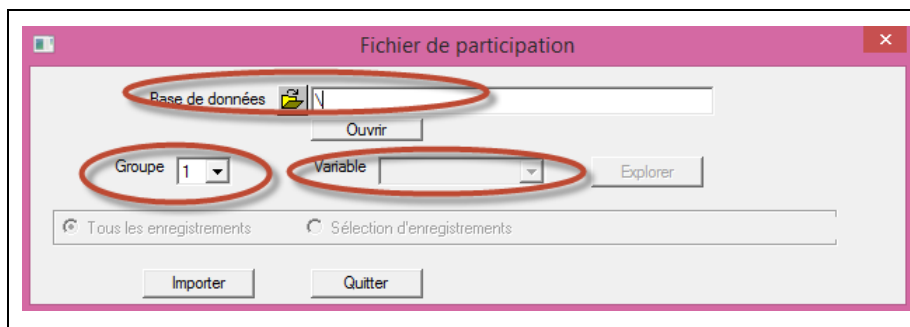 Fichier de participation
Base de données \
Ouvrir
Groupe 1 Variable Explorer
Tous les enregistrements Sélection d'enregistrements
Importer Quitter